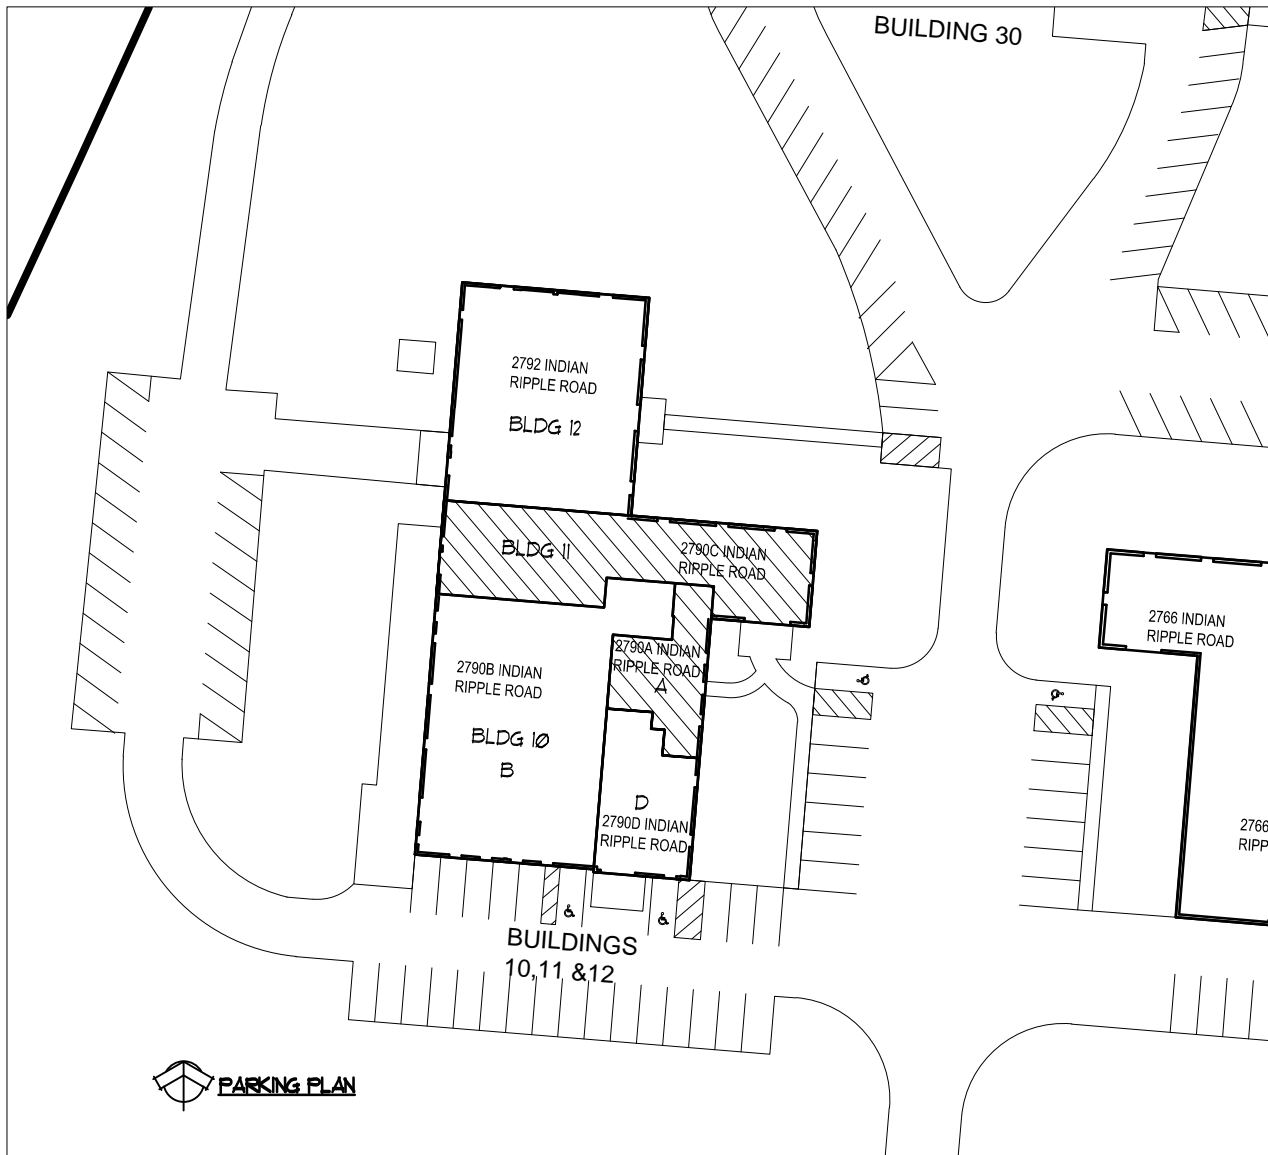 BUILDING 30
2792 INDIAN
RIPPLE ROAD
BLDG 12
BLDG 11
2790C INDIAN
RIPPLE ROAD
2766 INDIAN
RIPPLE ROAD
2790A INDIAN
RIPPLE ROAD
A
2790B INDIAN
RIPPLE ROAD
BLDG 10
B
D
2790D INDIAN
RIPPLE ROAD
2766
RIPP
BUILDINGS
10,11 &12
PARKING PLAN